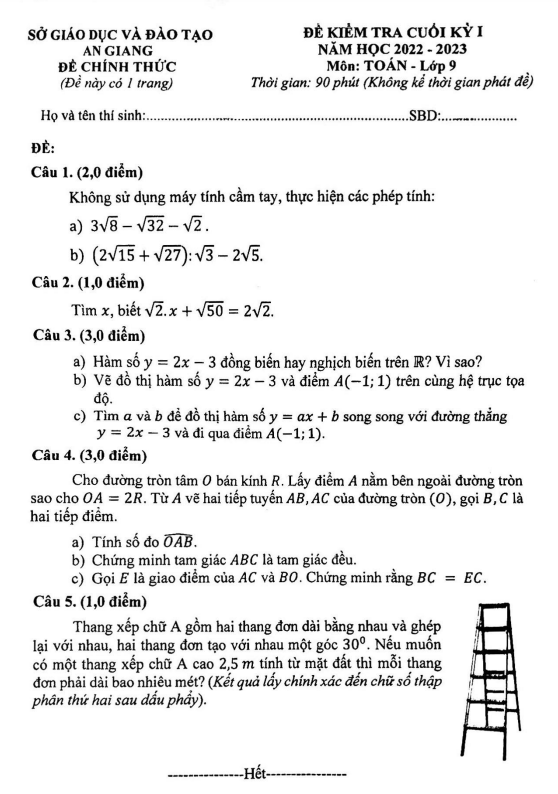 SỞ GIÁO DỤC VÀ ĐÀO TẠO
AN GIANG
ĐỀ CHÍNH THỨC
(Đề này có 1 trang)
ĐỀ KIỂM TRA CUỐI KỲ I
NĂM HỌC 2022 - 2023
Môn: TOÁN - Lớp 9
Thời gian: 90 phút (Không kể thời gian phát đề)
Họ và tên thí sinh:..............................................................SBD:..................
ĐỀ:
Câu 1. (2,0 điểm)
Không sử dụng máy tính cầm tay, thực hiện các phép tính:
a) 3√8 − √32 − √2 .
b) (2√15 + √27): √3 − 2√5.
Câu 2. (1,0 điểm)
Tìm x, biết √2. x + √50 = 2√2.
Câu 3. (3,0 điểm)
a) Hàm số y = 2x − 3 đồng biến hay nghịch biến trên ℝ? Vì sao?
b) Vẽ đồ thị hàm số y = 2x − 3 và điểm A(−1; 1) trên cùng hệ trục tọa
độ.
c) Tìm a và b để đồ thị hàm số y = ax + b song song với đường thẳng
y = 2x − 3 và đi qua điểm A(−1; 1).
Câu 4. (3,0 điểm)
Cho đường tròn tâm O bán kính R. Lấy điểm A nằm bên ngoài đường tròn
sao cho OA = 2R. Từ A vẽ hai tiếp tuyến AB, AC của đường tròn (O), gọi B, C là
hai tiếp điểm.
a) Tính số đo \widehat{OAB}.
b) Chứng minh tam giác ABC là tam giác đều.
c) Gọi E là giao điểm của AC và BO. Chứng minh rằng BC = EC.
Câu 5. (1,0 điểm)
Thang xếp chữ A gồm hai thang đơn dài bằng nhau và ghép
lại với nhau, hai thang đơn tạo với nhau một góc 30⁰. Nếu muốn
có một thang xếp chữ A cao 2,5 m tính từ mặt đất thì mỗi thang
đơn phải dài bao nhiêu mét? (Kết quả lấy chính xác đến chữ số thập
phân thứ hai sau dấu phẩy).
---------------Hết----------------